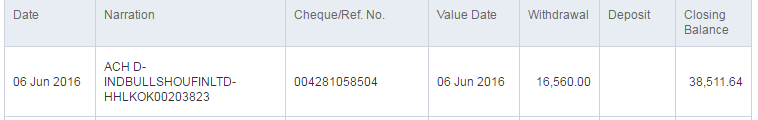 Date Narration Cheque/Ref. No. Value Date Withdrawal Deposit Closing
Balance
ACH D-
06 Jun 2016 INDBULLSHOUFINLTD- 004281058504 06 Jun 2016 16,560.00 38,511.64
HHLKOK00203823